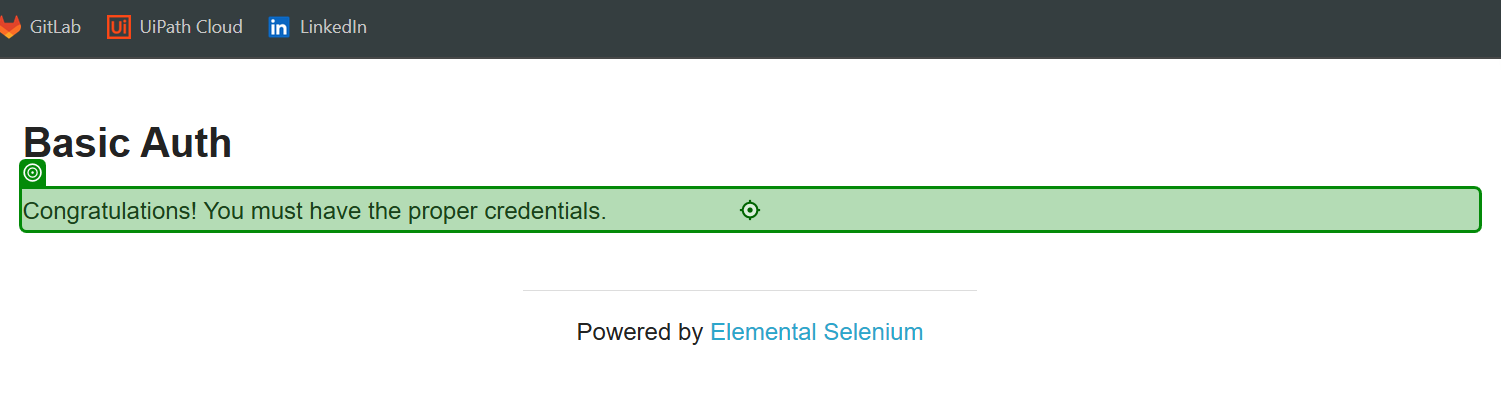 GitLab Ui UiPath Cloud in LinkedIn
Basic Auth
Congratulations! You must have the proper credentials.
Powered by Elemental Selenium